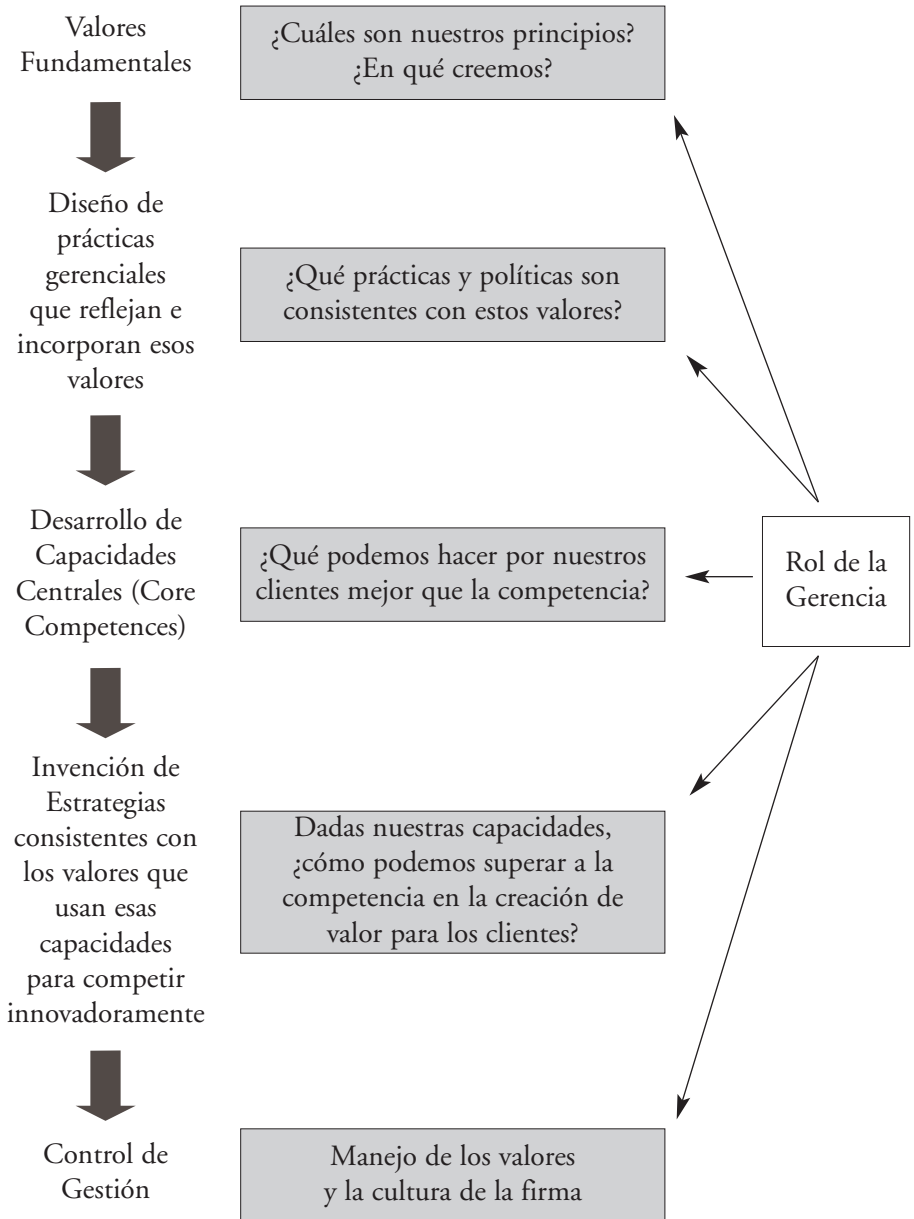 Valores
Fundamentales
¿Cuáles son nuestros principios?
¿En qué creemos?
Diseño de
prácticas
gerenciales
que reflejan e
incorporan esos
valores
¿Qué prácticas y políticas son
consistentes con estos valores?
Desarrollo de
Capacidades
Centrales (Core
Competences)
¿Qué podemos hacer por nuestros
clientes mejor que la competencia?
Rol de la
Gerencia
Invención de
Estrategias
consistentes con
los valores que
usan esas
capacidades
para competir
innovadoramente
Dadas nuestras capacidades,
¿cómo podemos superar a la
competencia en la creación de
valor para los clientes?
Control de
Gestión
Manejo de los valores
y la cultura de la firma